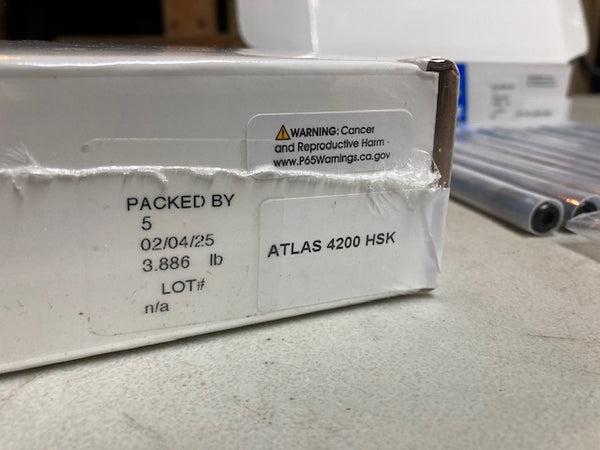 ⚠WARNING: Cancer
and Reproductive Harm -
www.P65Warnings.ca.gov
PACKED BY
5
02/04/25
3.886 lb
LOT#
n/a
ATLAS 4200 HSK